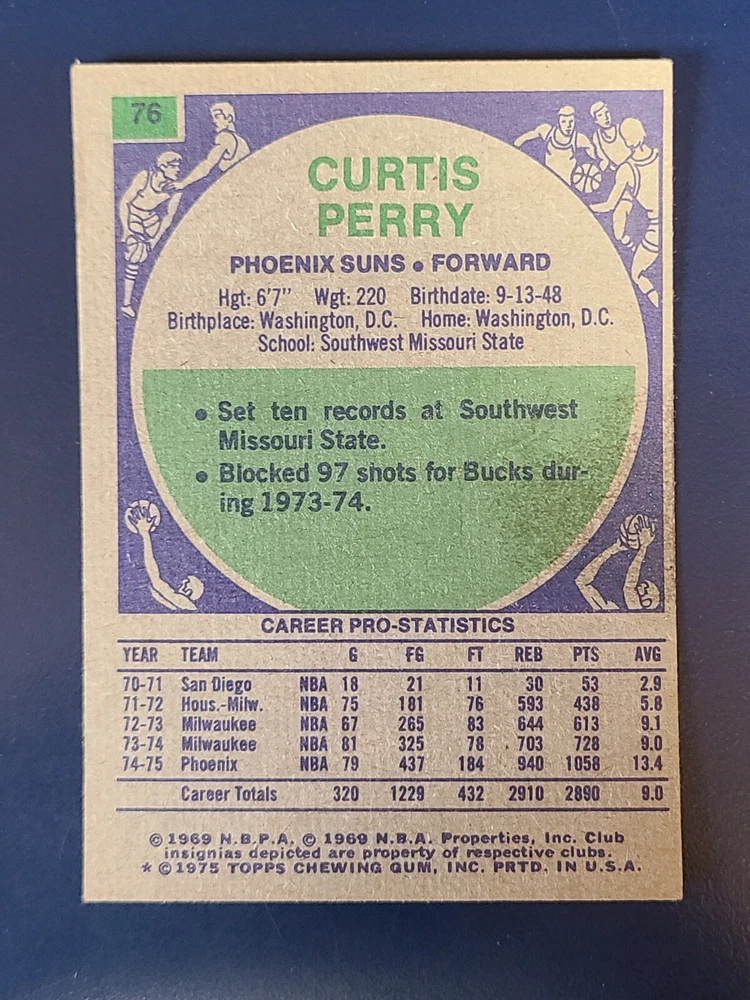 76
CURTIS
PERRY
PHOENIX SUNS • FORWARD
Hgt: 6'7" Wgt: 220 Birthdate: 9-13-48
Birthplace: Washington, D.C. Home: Washington, D.C.
School: Southwest Missouri State
• Set ten records at Southwest
Missouri State.
• Blocked 97 shots for Bucks dur-
ing 1973-74.
CAREER PRO-STATISTICS
YEAR TEAM G FG FT REB PTS AVG
70-71 San Diego NBA 18 21 11 30 53 2.9
71-72 Hous.-Milw. NBA 75 181 76 593 438 5.8
72-73 Milwaukee NBA 67 265 83 644 613 9.1
73-74 Milwaukee NBA 81 325 78 703 728 9.0
74-75 Phoenix NBA 79 437 184 940 1058 13.4
Career Totals 320 1229 432 2910 2890 9.0
© 1969 N.B.P.A. © 1969 N.B.A. Properties, Inc. Club
insignias depicted are property of respective clubs.
* © 1975 TOPPS CHEWING GUM, INC. PRTD. IN U.S.A.